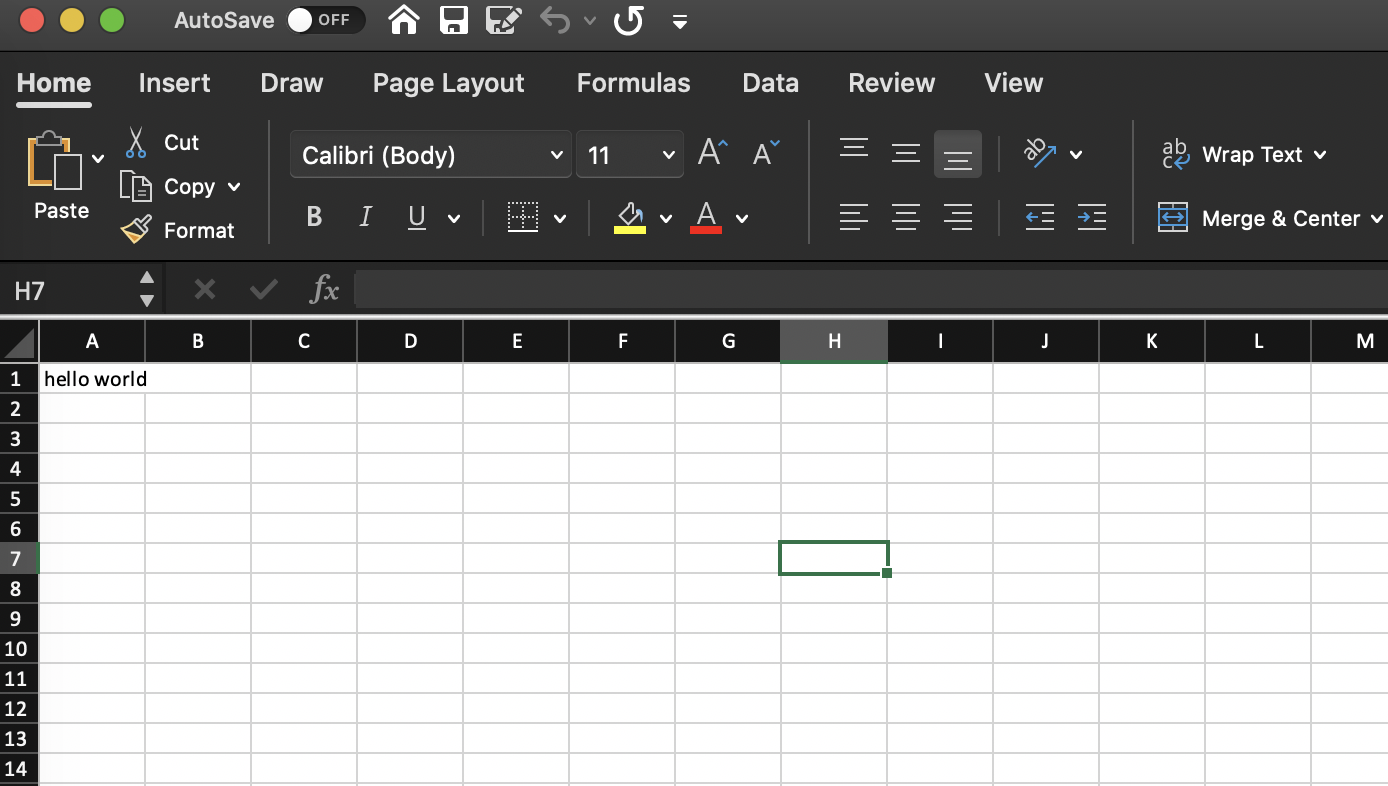 AutoSave OFF
Home Insert Draw Page Layout Formulas Data Review View
Paste
Cut
Copy
Format
Calibri (Body) 11 A A
B I U A
ab
Wrap Text
ab
c
Merge & Center
H7 fx
A B C D E F G H I J K L M
1 hello world
2
3
4
5
6
7
8
9
10
11
12
13
14